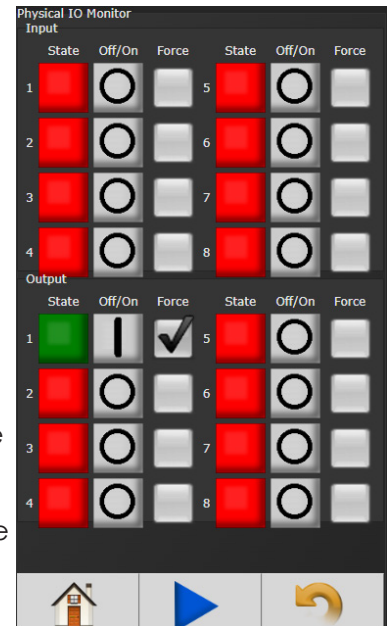 Physical IO Monitor
Input
State Off/On Force State Off/On Force
1 5
2 6
3 7
4 8
Output
State Off/On Force State Off/On Force
1 5
2 6
e
3 7
4 8
e